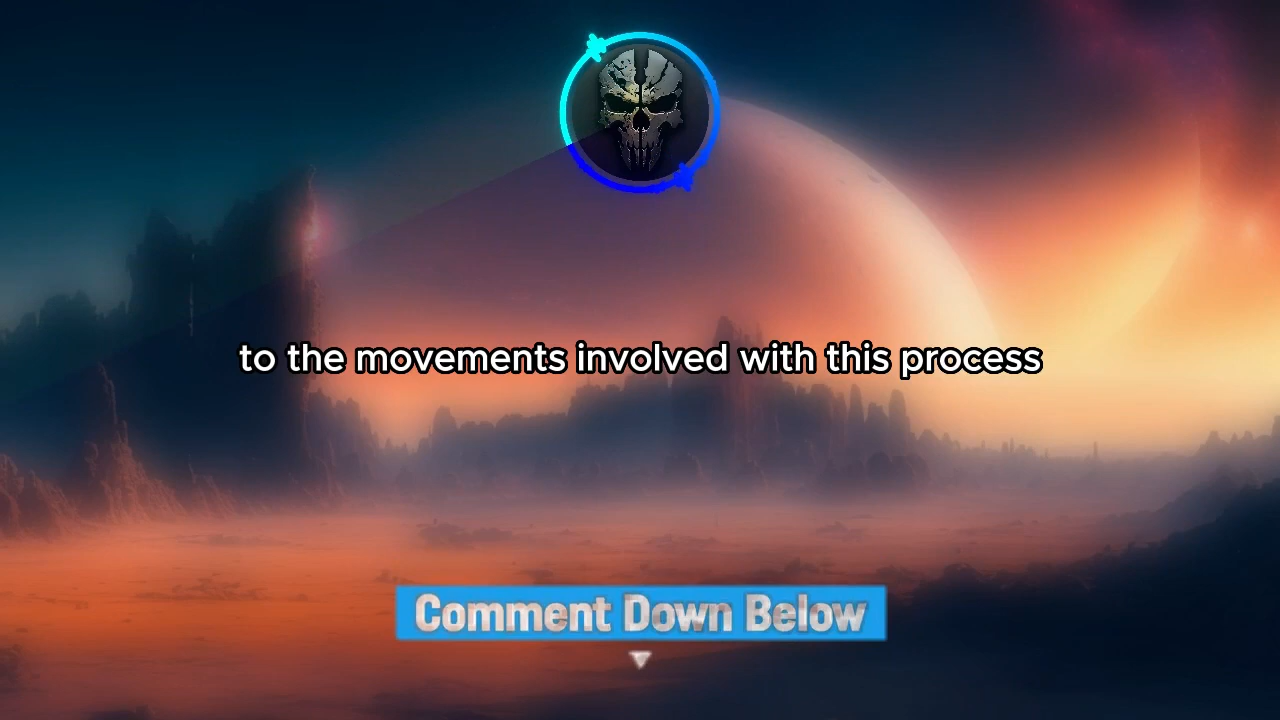 to the movements involved with this process
Comment Down Below